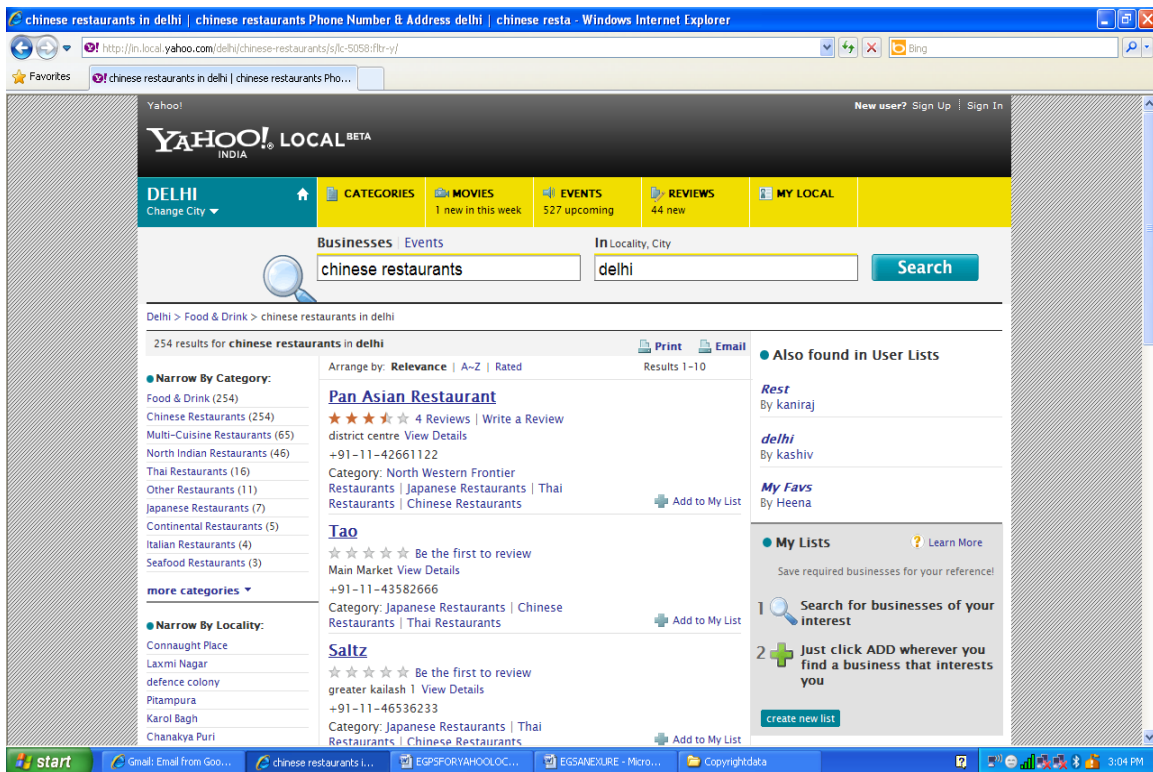 chinese restaurants in delhi | chinese restaurants Phone Number & Address delhi | chinese resta - Windows Internet Explorer
http://in.local.yahoo.com/delhi/chinese-restaurants/s/lc-5058:fltr-y/
Bing
Favorites
chinese restaurants in delhi | chinese restaurants Pho...
Yahoo!
New user? Sign Up | Sign In
YAHOO! LOCAL BETA
INDIA
DELHI
Change City
CATEGORIES
MOVIES
1 new in this week
EVENTS
527 upcoming
REVIEWS
44 new
MY LOCAL
Businesses | Events
In Locality, City
chinese restaurants
delhi
Search
Delhi > Food & Drink > chinese restaurants in delhi
254 results for chinese restaurants in delhi
Print
Email
Narrow By Category:
Food & Drink (254)
Chinese Restaurants (254)
Multi-Cuisine Restaurants (65)
North Indian Restaurants (46)
Thai Restaurants (16)
Other Restaurants (11)
Japanese Restaurants (7)
Continental Restaurants (5)
Italian Restaurants (4)
Seafood Restaurants (3)
more categories
Narrow By Locality:
Connaught Place
Laxmi Nagar
defence colony
Pitampura
Karol Bagh
Chanakya Puri
Arrange by: Relevance | A~Z | Rated
Results 1-10
Pan Asian Restaurant
4 Reviews | Write a Review
district centre View Details
+91-11-42661122
Category: North Western Frontier
Restaurants | Japanese Restaurants | Thai
Restaurants | Chinese Restaurants
Add to My List
Tao
Be the first to review
Main Market View Details
+91-11-43582666
Category: Japanese Restaurants | Chinese
Restaurants | Thai Restaurants
Add to My List
Saltz
Be the first to review
greater kailash 1 View Details
+91-11-46536233
Category: Japanese Restaurants | Thai
Restaurants | Chinese Restaurants
Add to My List
Also found in User Lists
Rest
By kaniraj
delhi
By kashiv
My Favs
By Heena
My Lists
? Learn More
Save required businesses for your reference!
1 Search for businesses of your
interest
2 Just click ADD wherever you
find a business that interests
you
create new list
start
Gmail: Email from Goo...
chinese restaurants i...
EGPSFORYAHOOLOC...
EGSANEXURE - Micro...
Copyrightdata
3:04 PM